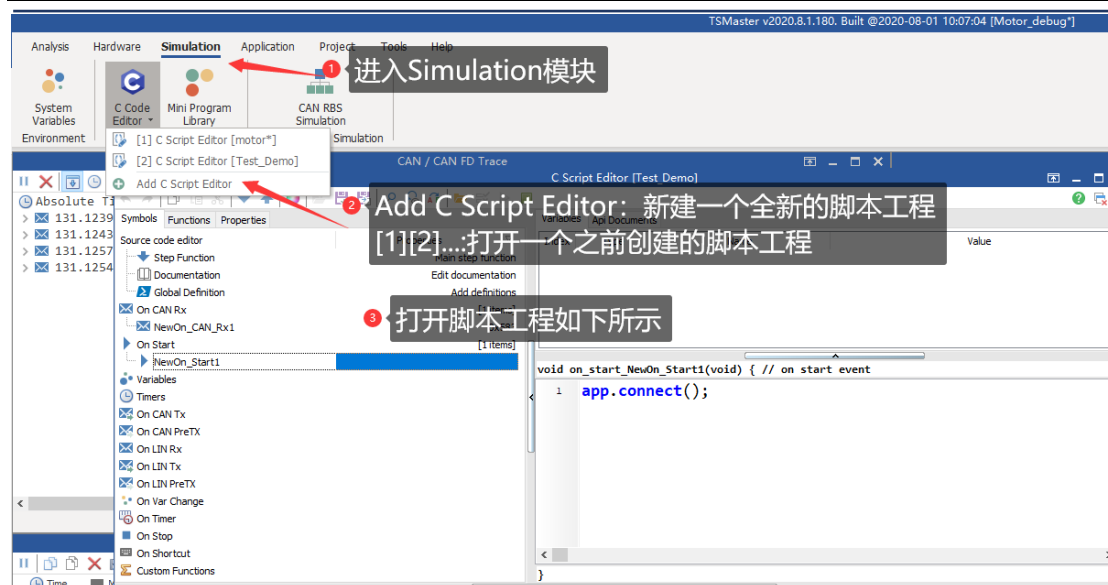 TSMaster v2020.8.1.180. Built @2020-08-01 10:07:04 [Motor_debug*]
Analysis Hardware Simulation Application Project Tools Help
1 进入Simulation模块
System Variables
C Code Editor
Mini Program Library
CAN RBS Simulation
Environment
Simulation
[1] C Script Editor [motor*]
[2] C Script Editor [Test_Demo]
Add C Script Editor
CAN / CAN FD Trace
C Script Editor [Test_Demo]
2 Add C Script Editor：新建一个全新的脚本工程
[1][2]...:打开一个之前创建的脚本工程
Absolute Ti
131.1239
131.1243
131.1257
131.1254
Symbols Functions Properties
Variables Api Documents
Source code editor
Value
Step Function Main step function
Documentation Edit documentation
Global Definition Add definitions
On CAN Rx
3 打开脚本工程如下所示
NewOn_CAN_Rx1
On Start [1 items]
NewOn_Start1
void on_start_NewOn_Start1(void) { // on start event
1 app.connect();
Variables
Timers
On CAN Tx
On CAN PreTX
On LIN Rx
On LIN Tx
On LIN PreTX
On Var Change
On Timer
On Stop
On Shortcut
Custom Functions
}
Time